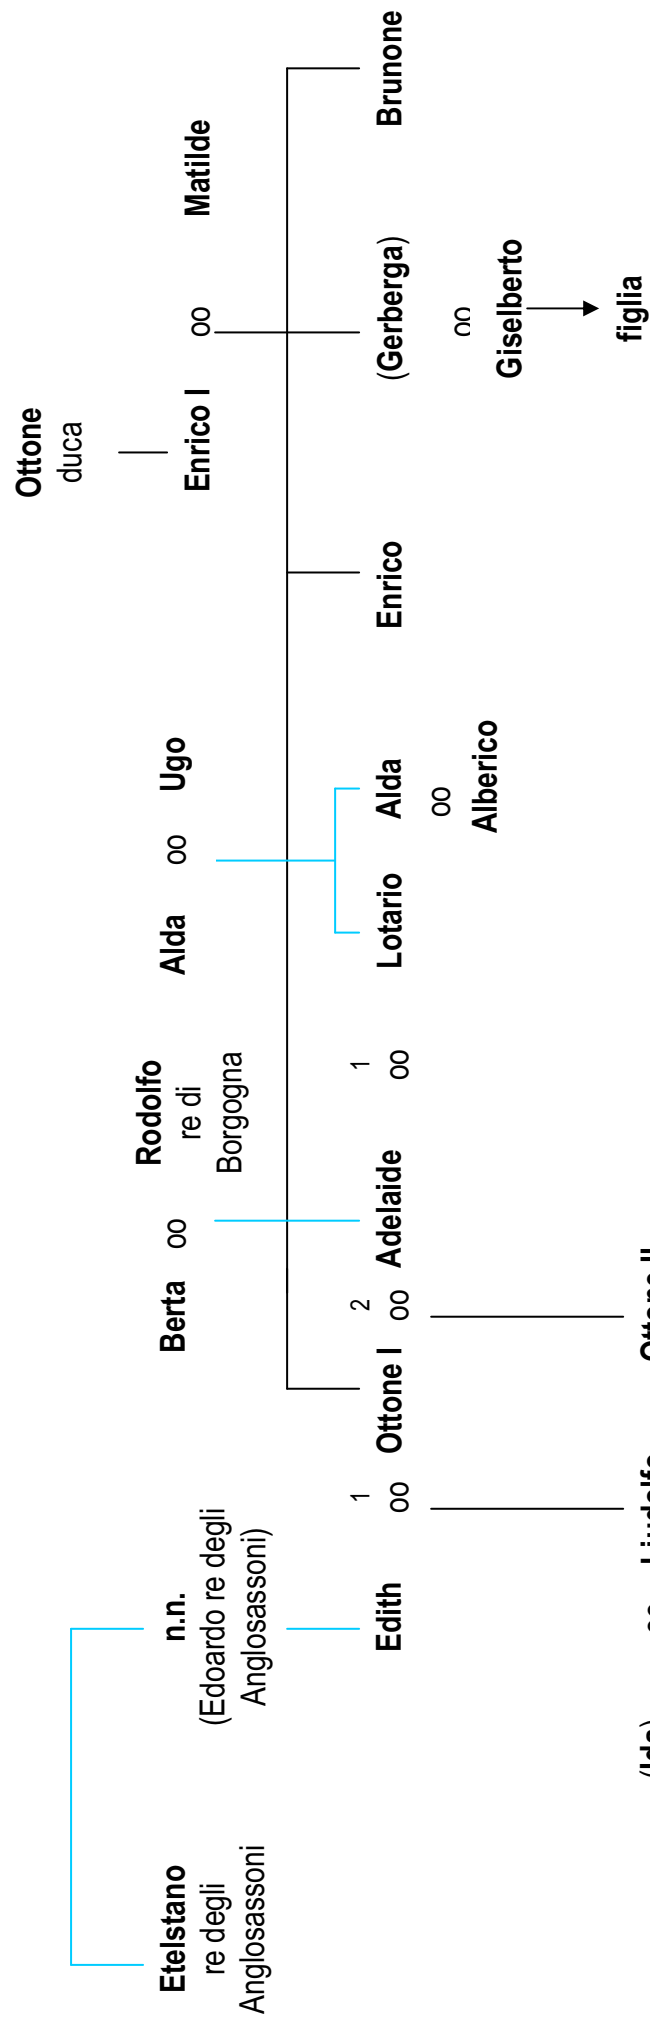 Ottone
duca
Etelstano
re degli
Anglosassoni
n.n.
(Edoardo re degli
Anglosassoni)
Berta oo
Rodolfo
re di
Borgogna
Alda oo Ugo
Enrico I oo Matilde
Edith
1
oo
Ottone I
2
oo
Adelaide
1
oo
Lotario
Alda
oo
Alberico
Enrico
(Gerberga)
oo
Giselberto
Brunone
figlia